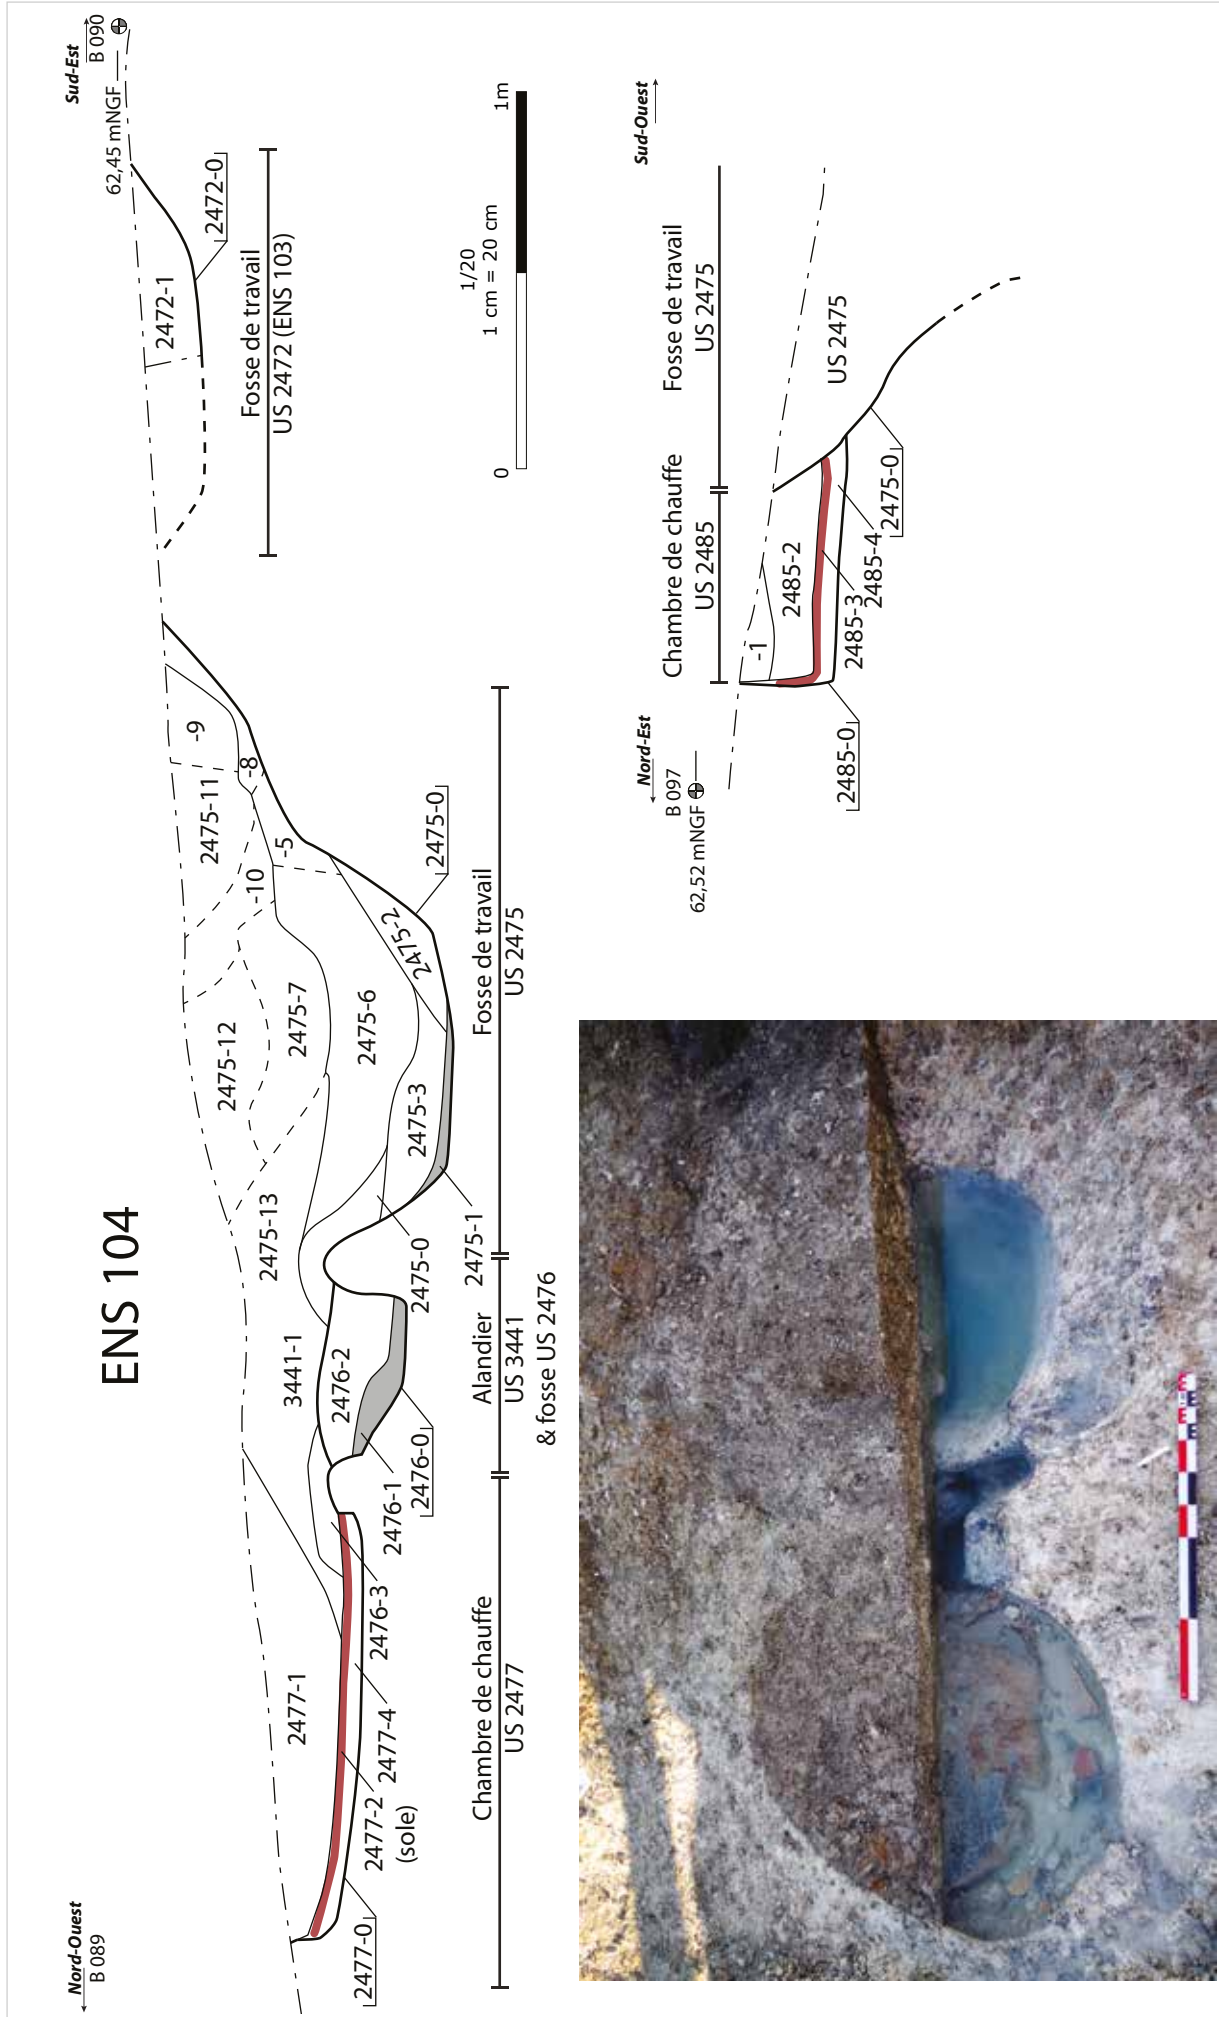 ENS 104
Nord-Ouest
B 089
Sud-Est
B 090
62,45 mNGF
2477-1
3441-1
2475-13
2475-12
2475-7
2475-6
2475-11
-10
-9
-8
-5
2475-2
2475-3
2475-0
2475-1
2475-0
2476-2
2476-1
2476-0
2476-3
2477-4
2477-2
(sole)
2477-0
2472-1
2472-0
Chambre de chauffe
US 2477
Alandier
US 3441
& fosse US 2476
Fosse de travail
US 2475
Fosse de travail
US 2472 (ENS 103)
1/20
1 cm = 20 cm
0
1m
Nord-Est
B 097
62,52 mNGF
Sud-Ouest
Chambre de chauffe
US 2485
Fosse de travail
US 2475
-1
2485-2
US 2475
2485-3
2485-4
2475-0
2485-0